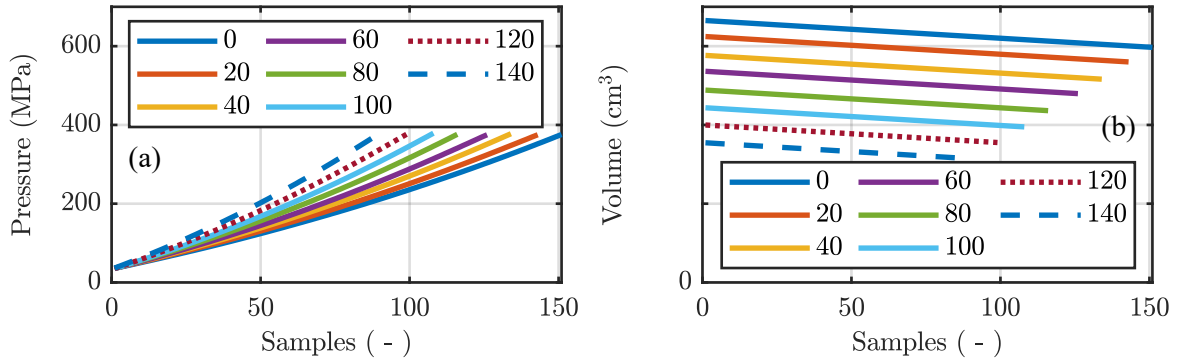 600
400
200
0
Pressure (MPa)
0 60 120
20 80 140
40 100
(a)
0 50 100 150
Samples ( - )
Volume (cm³)
(b)
0 60 120
20 80 140
40 100
0
0 50 100 150
Samples ( - )